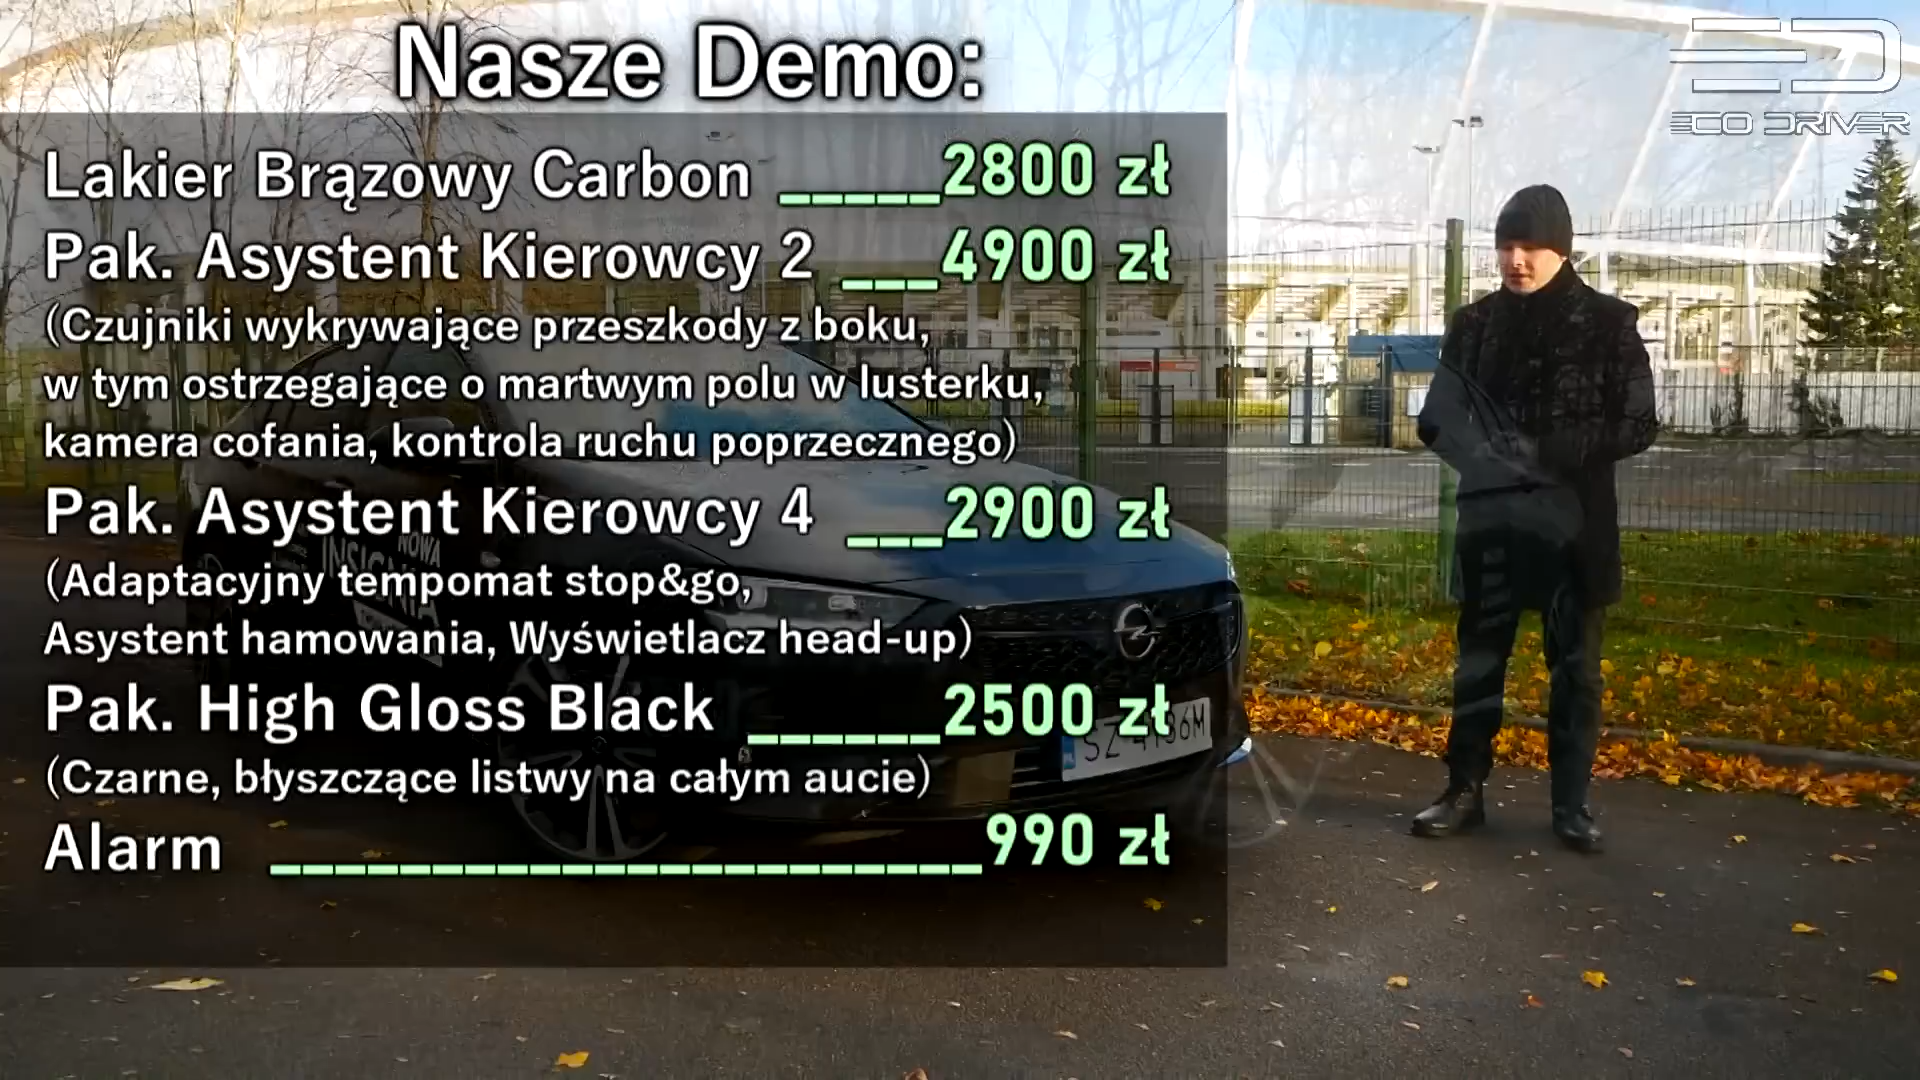 Nasze Demo:
ECO DRIVER
Lakier Brązowy Carbon _____2800 zł
Pak. Asystent Kierowcy 2 ___4900 zł
(Czujniki wykrywające przeszkody z boku,
w tym ostrzegające o martwym polu w lusterku,
kamera cofania, kontrola ruchu poprzecznego)
Pak. Asystent Kierowcy 4 ___2900 zł
NOWA
INSIGNIA
(Adaptacyjny tempomat stop&go,
Asystent hamowania, Wyświetlacz head-up)
Pak. High Gloss Black ______2500 zł
(Czarne, błyszczące listwy na całym aucie)
Alarm ______________________990 zł